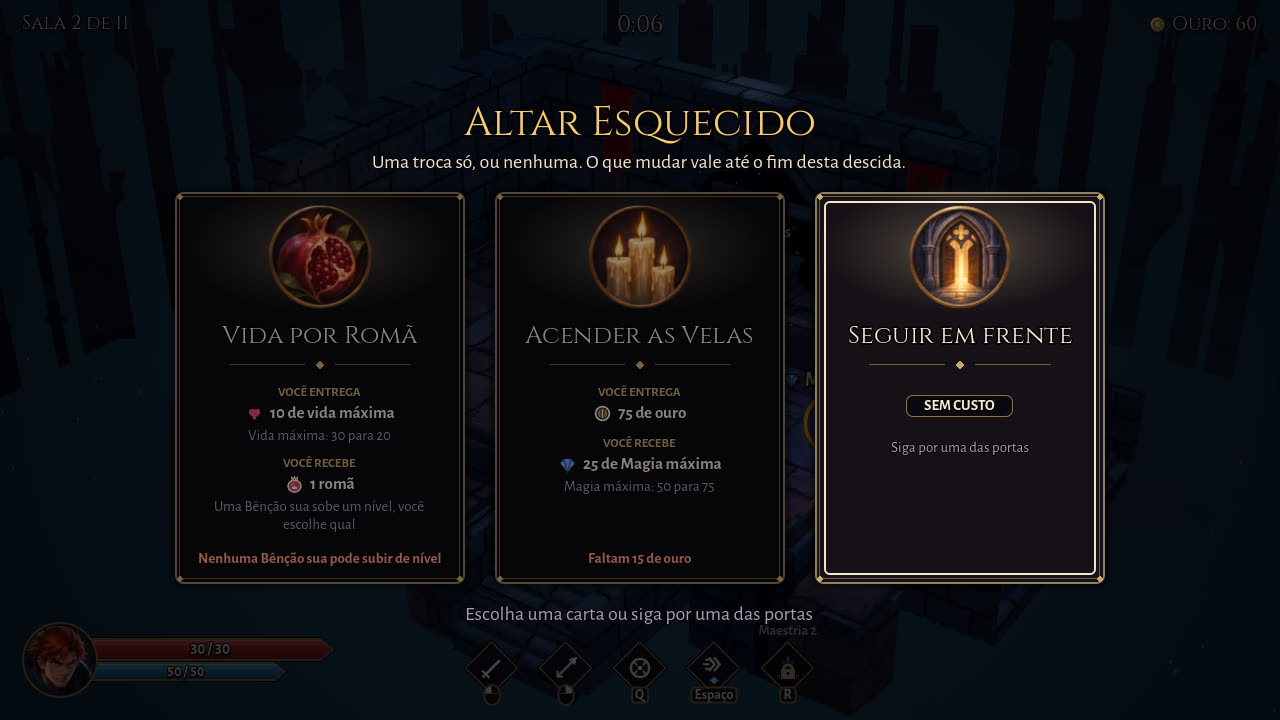 Sala 2 de 11
0:06
Ouro: 60
Altar Esquecido
Uma troca só, ou nenhuma. O que mudar vale até o fim desta descida.
Vida por Romã
VOCÊ ENTREGA
10 de vida máxima
Vida máxima: 30 para 20
VOCÊ RECEBE
1 romã
Uma Bênção sua sobe um nível, você
escolhe qual
Nenhuma Bênção sua pode subir de nível
Acender as Velas
VOCÊ ENTREGA
75 de ouro
VOCÊ RECEBE
25 de Magia máxima
Magia máxima: 50 para 75
Faltam 15 de ouro
Seguir em frente
SEM CUSTO
Siga por uma das portas
Escolha uma carta ou siga por uma das portas
Maestria 2
30 / 30
50 / 50
Q
Espaço
R